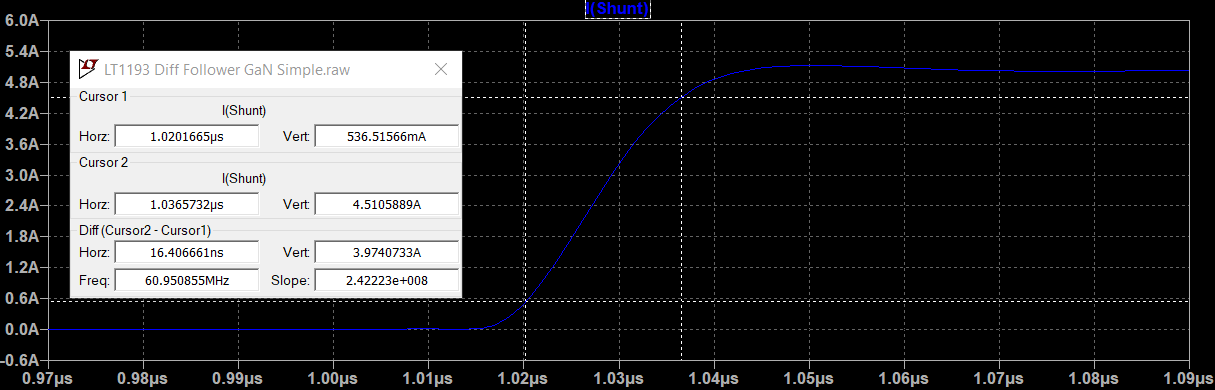 I(Shunt)
6.0A
5.4A
4.8A
4.2A
3.6A
3.0A
2.4A
1.8A
1.2A
0.6A
0.0A
-0.6A
LT LT1193 Diff Follower GaN Simple.raw
Cursor 1
I(Shunt)
Horz: 1.0201665µs Vert: 536.51566mA
Cursor 2
I(Shunt)
Horz: 1.0365732µs Vert: 4.5105889A
Diff (Cursor2 - Cursor1)
Horz: 16.406661ns Vert: 3.9740733A
Freq: 60.950855MHz Slope: 2.42223e+008
0.97µs 0.98µs 0.99µs 1.00µs 1.01µs 1.02µs 1.03µs 1.04µs 1.05µs 1.06µs 1.07µs 1.08µs 1.09µs